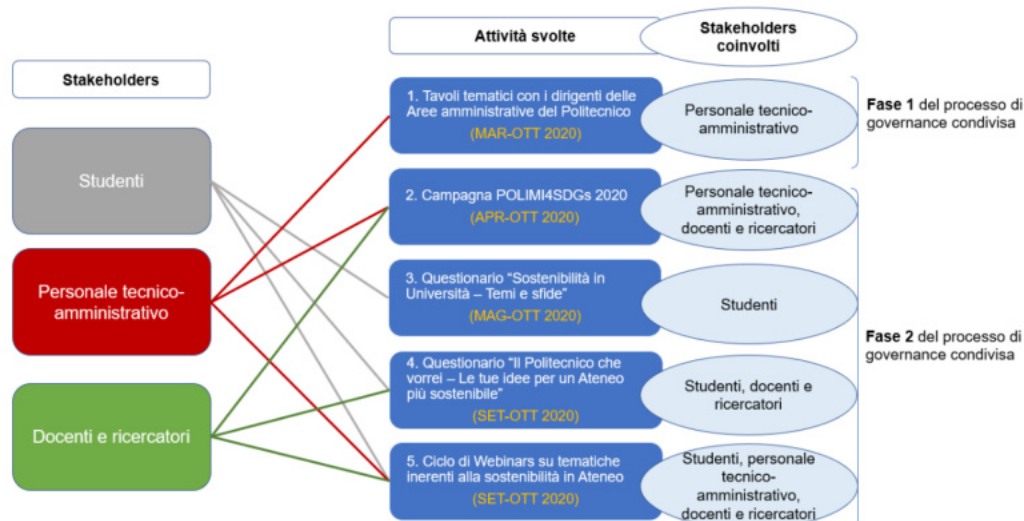 Stakeholders
Studenti
Personale tecnico-
amministrativo
Docenti e ricercatori
Attività svolte
Stakeholders
coinvolti
1. Tavoli tematici con i dirigenti delle
Aree amministrative del Politecnico
(MAR-OTT 2020)
Personale tecnico-
amministrativo
Fase 1 del processo di
governance condivisa
2. Campagna POLIMI4SDGs 2020
(APR-OTT 2020)
Personale tecnico-
amministrativo,
docenti e ricercatori
3. Questionario “Sostenibilità in
Università – Temi e sfide”
(MAG-OTT 2020)
Studenti
Fase 2 del processo di
governance condivisa
4. Questionario “Il Politecnico che
vorrei – Le tue idee per un Ateneo
più sostenibile”
(SET-OTT 2020)
Studenti, docenti e
ricercatori
5. Ciclo di Webinars su tematiche
inerenti alla sostenibilità in Ateneo
(SET-OTT 2020)
Studenti, personale
tecnico-
amministrativo,
docenti e ricercatori